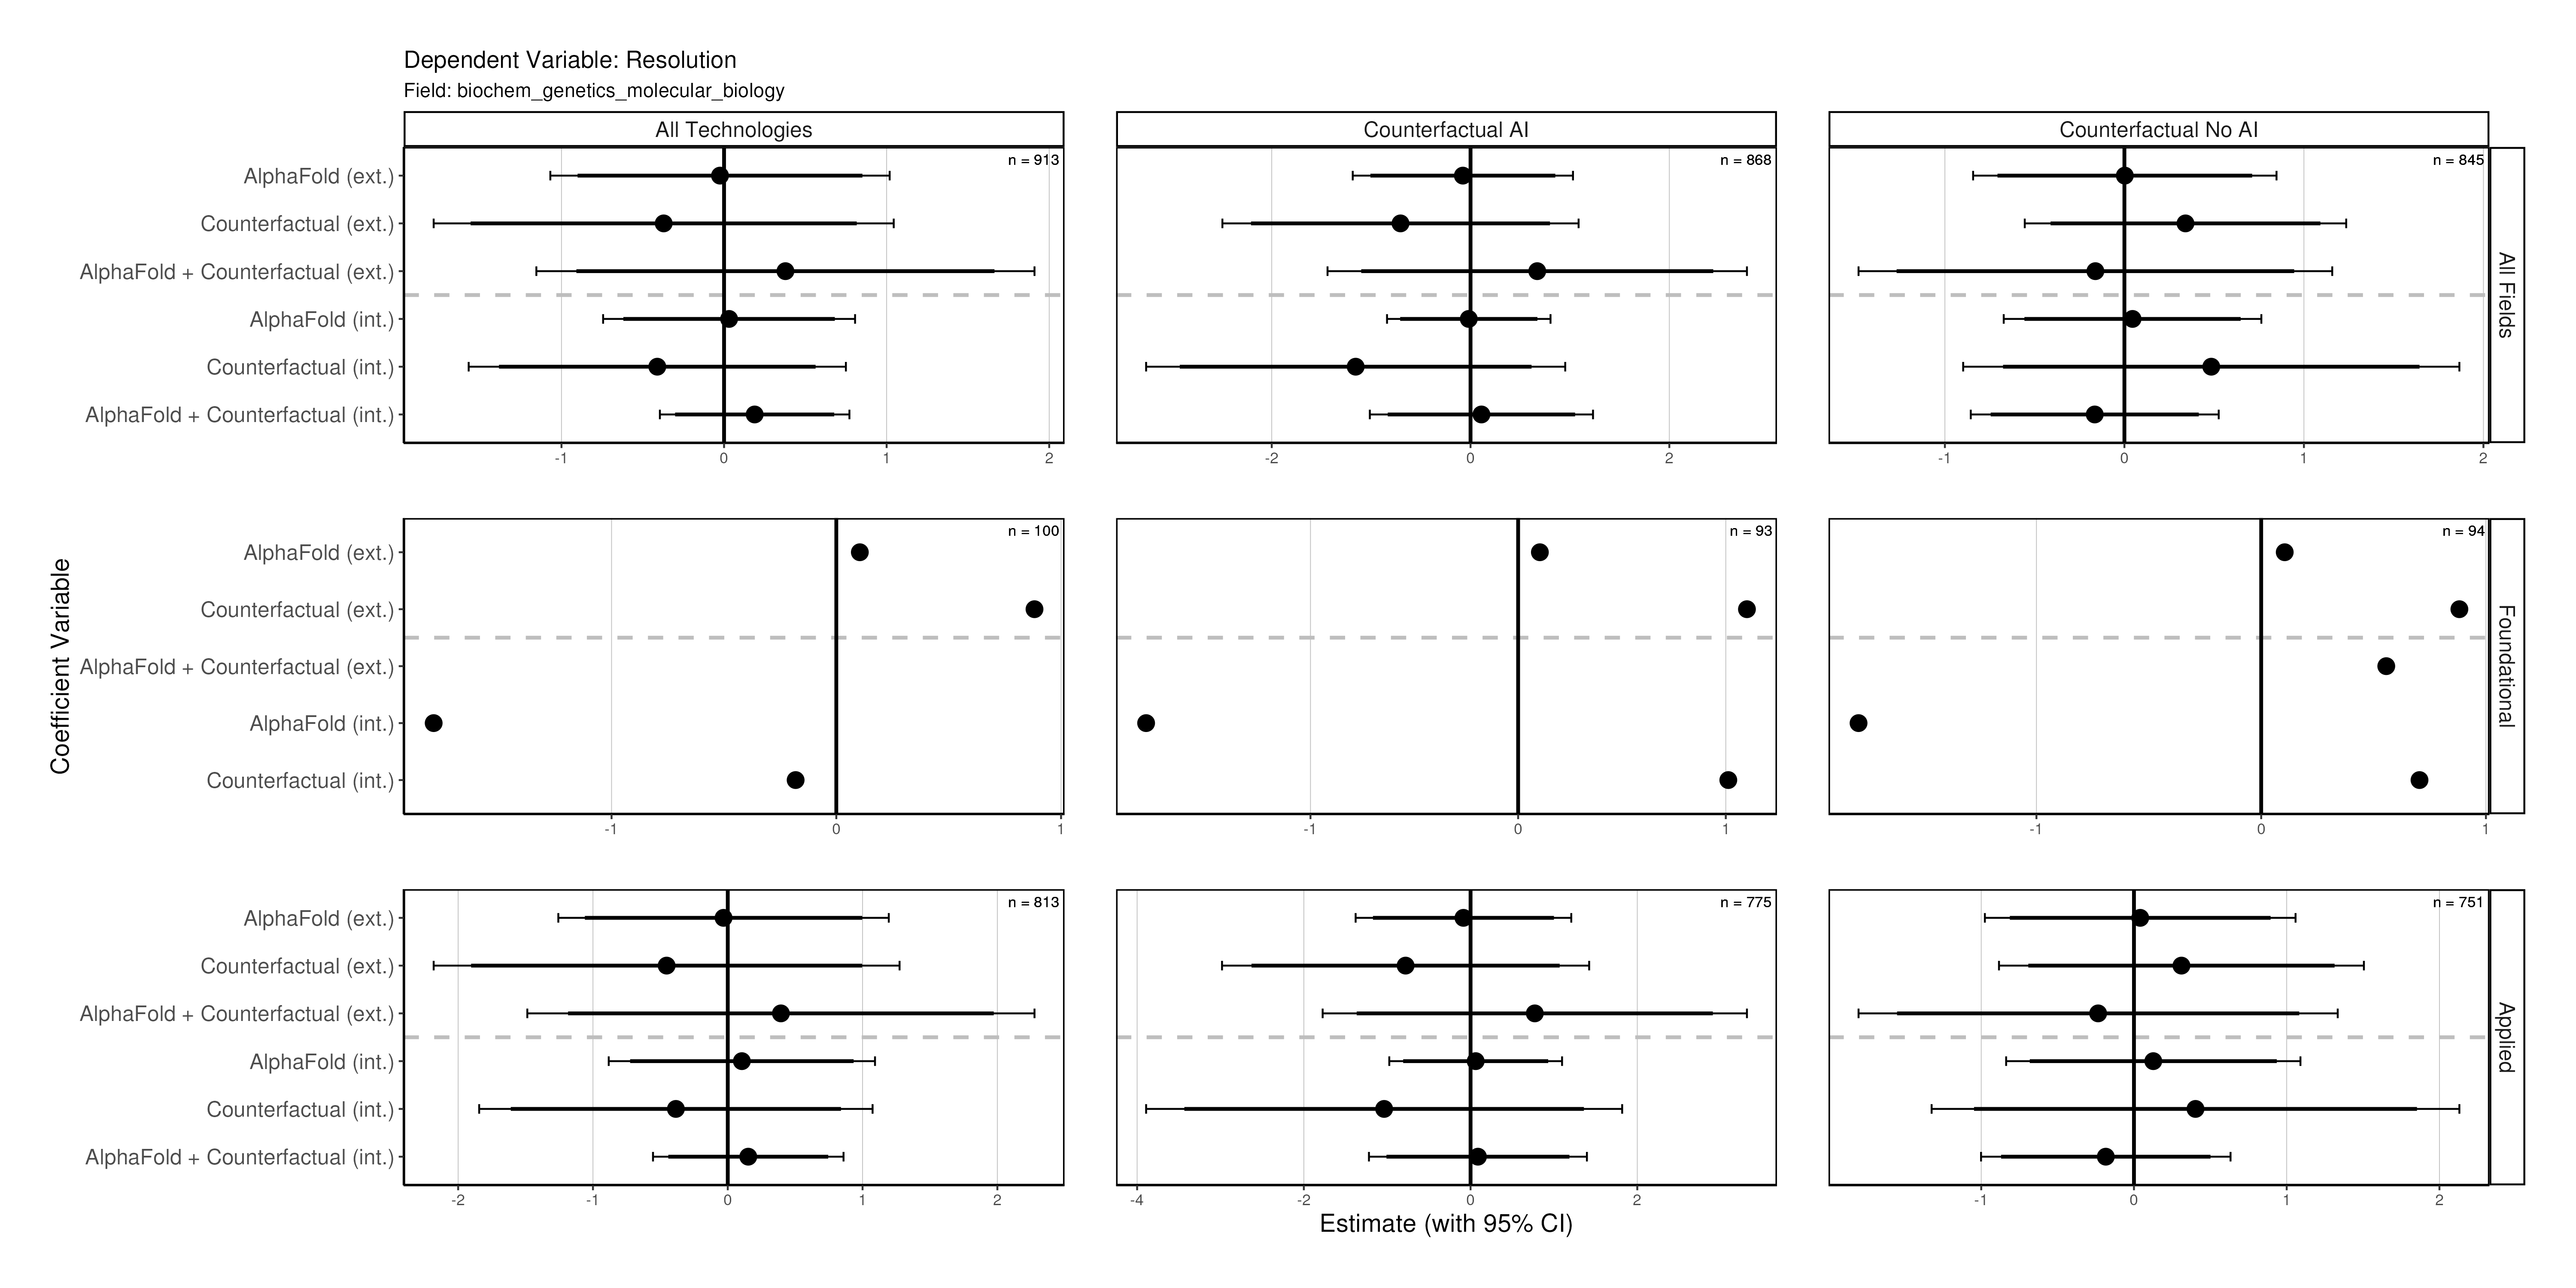 Dependent Variable: Resolution
Field: biochem_genetics_molecular_biology
All Technologies
Counterfactual AI
Counterfactual No AI
n = 913
n = 868
n = 845
AlphaFold (ext.)
Counterfactual (ext.)
AlphaFold + Counterfactual (ext.)
AlphaFold (int.)
Counterfactual (int.)
AlphaFold + Counterfactual (int.)
All Fields
-1 0 1 2
-2 0 2
-1 0 1 2
Coefficient Variable
n = 100
n = 93
n = 94
AlphaFold (ext.)
Counterfactual (ext.)
AlphaFold + Counterfactual (ext.)
AlphaFold (int.)
Counterfactual (int.)
Foundational
-1 0 1
-1 0 1
-1 0 1
n = 813
n = 775
n = 751
AlphaFold (ext.)
Counterfactual (ext.)
AlphaFold + Counterfactual (ext.)
AlphaFold (int.)
Counterfactual (int.)
AlphaFold + Counterfactual (int.)
Applied
-2 -1 0 1 2
-4 -2 0 2
-1 0 1 2
Estimate (with 95% CI)